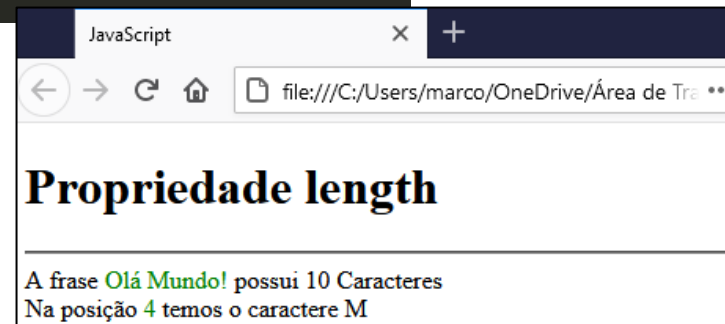 JavaScript
file:///C:/Users/marco/OneDrive/Área de Tra
Propriedade length
A frase Olá Mundo! possui 10 Caracteres
Na posição 4 temos o caractere M